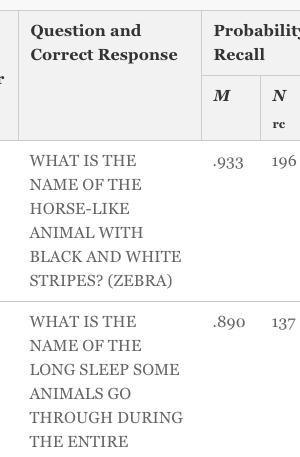 Question and
Correct Response
Probability
Recall
r
M
N
rc
WHAT IS THE
NAME OF THE
HORSE-LIKE
ANIMAL WITH
BLACK AND WHITE
STRIPES? (ZEBRA)
.933
196
WHAT IS THE
NAME OF THE
LONG SLEEP SOME
ANIMALS GO
THROUGH DURING
THE ENTIRE
.890
137